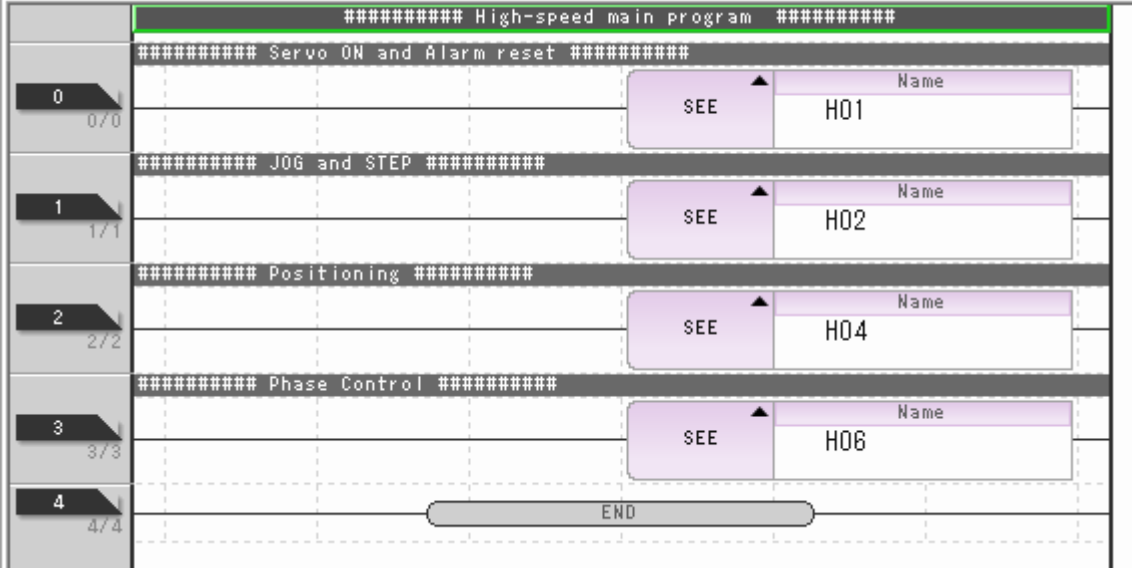 ########## High-speed main program ##########
########## Servo ON and Alarm reset ##########
0
0/0
SEE
Name
H01
########## JOG and STEP ##########
1
1/1
SEE
Name
H02
########## Positioning ##########
2
2/2
SEE
Name
H04
########## Phase Control ##########
3
3/3
SEE
Name
H06
4
4/4
END